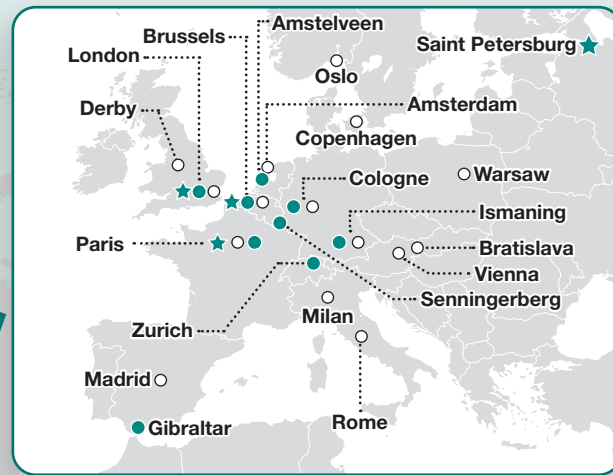 Amstelveen
Brussels
Saint Petersburg
London
Oslo
Derby
Amsterdam
Copenhagen
Cologne
Warsaw
Ismaning
Paris
Bratislava
Vienna
Senningerberg
Milan
Zurich
Madrid
Rome
Gibraltar